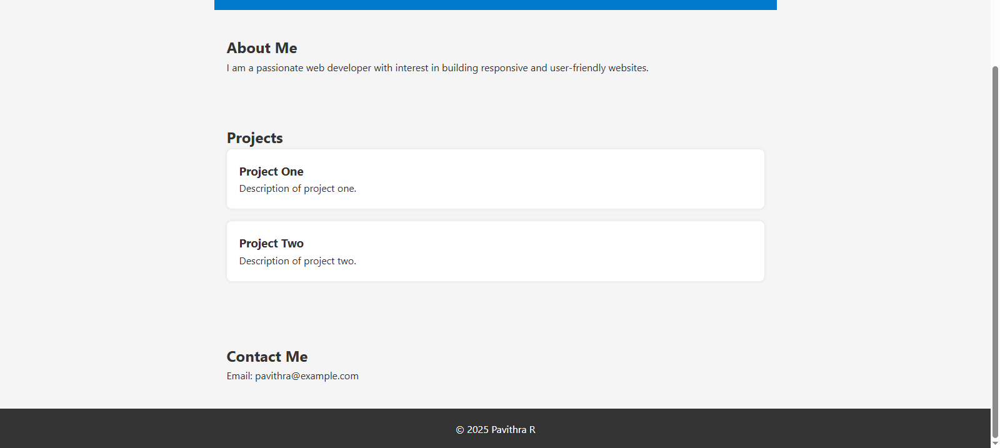 About Me
I am a passionate web developer with interest in building responsive and user-friendly websites.
Projects
Project One
Description of project one.
Project Two
Description of project two.
Contact Me
Email: pavithra@example.com
© 2025 Pavithra R